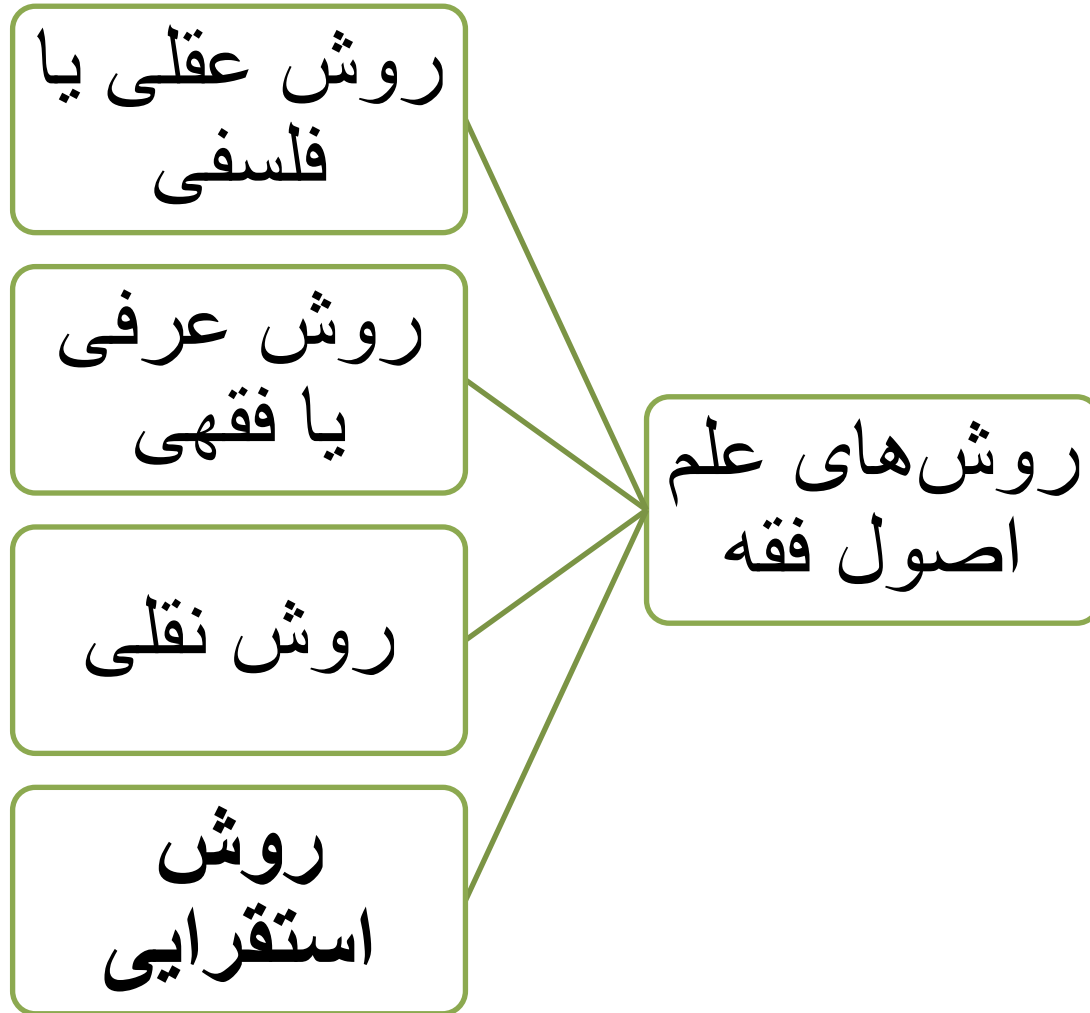 روش‌های علم
اصول فقه
روش عقلی یا
فلسفی
روش عرفی
یا فقهی
روش نقلی
روش
استقرایی